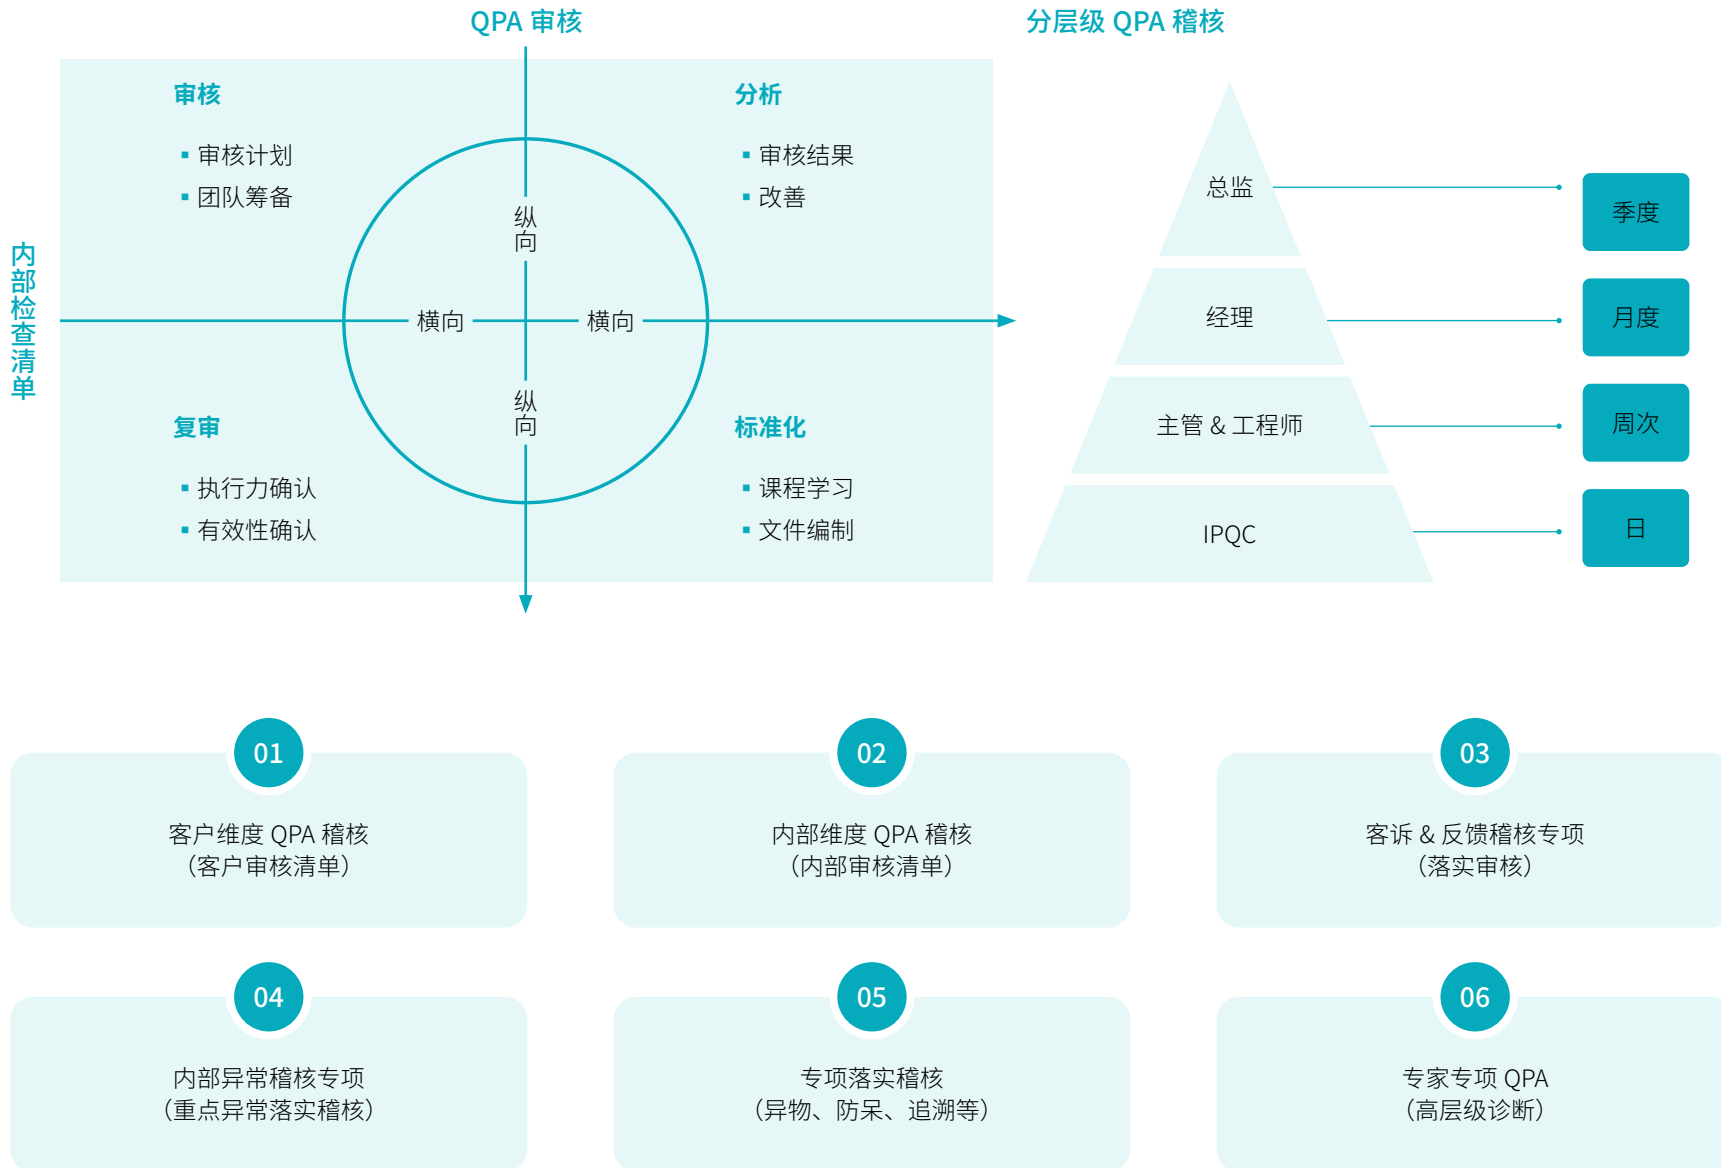 QPA 审核
内部检查清单
审核
审核计划
团队筹备
分析
审核结果
改善
纵向
横向
横向
纵向
复审
执行力确认
有效性确认
标准化
课程学习
文件编制
分层级 QPA 稽核
总监
季度
经理
月度
主管 & 工程师
周次
IPQC
日
01
客户维度 QPA 稽核
（客户审核清单）
02
内部维度 QPA 稽核
（内部审核清单）
03
客诉 & 反馈稽核专项
（落实审核）
04
内部异常稽核专项
（重点异常落实稽核）
05
专项落实稽核
（异物、防呆、追溯等）
06
专家专项 QPA
（高层级诊断）